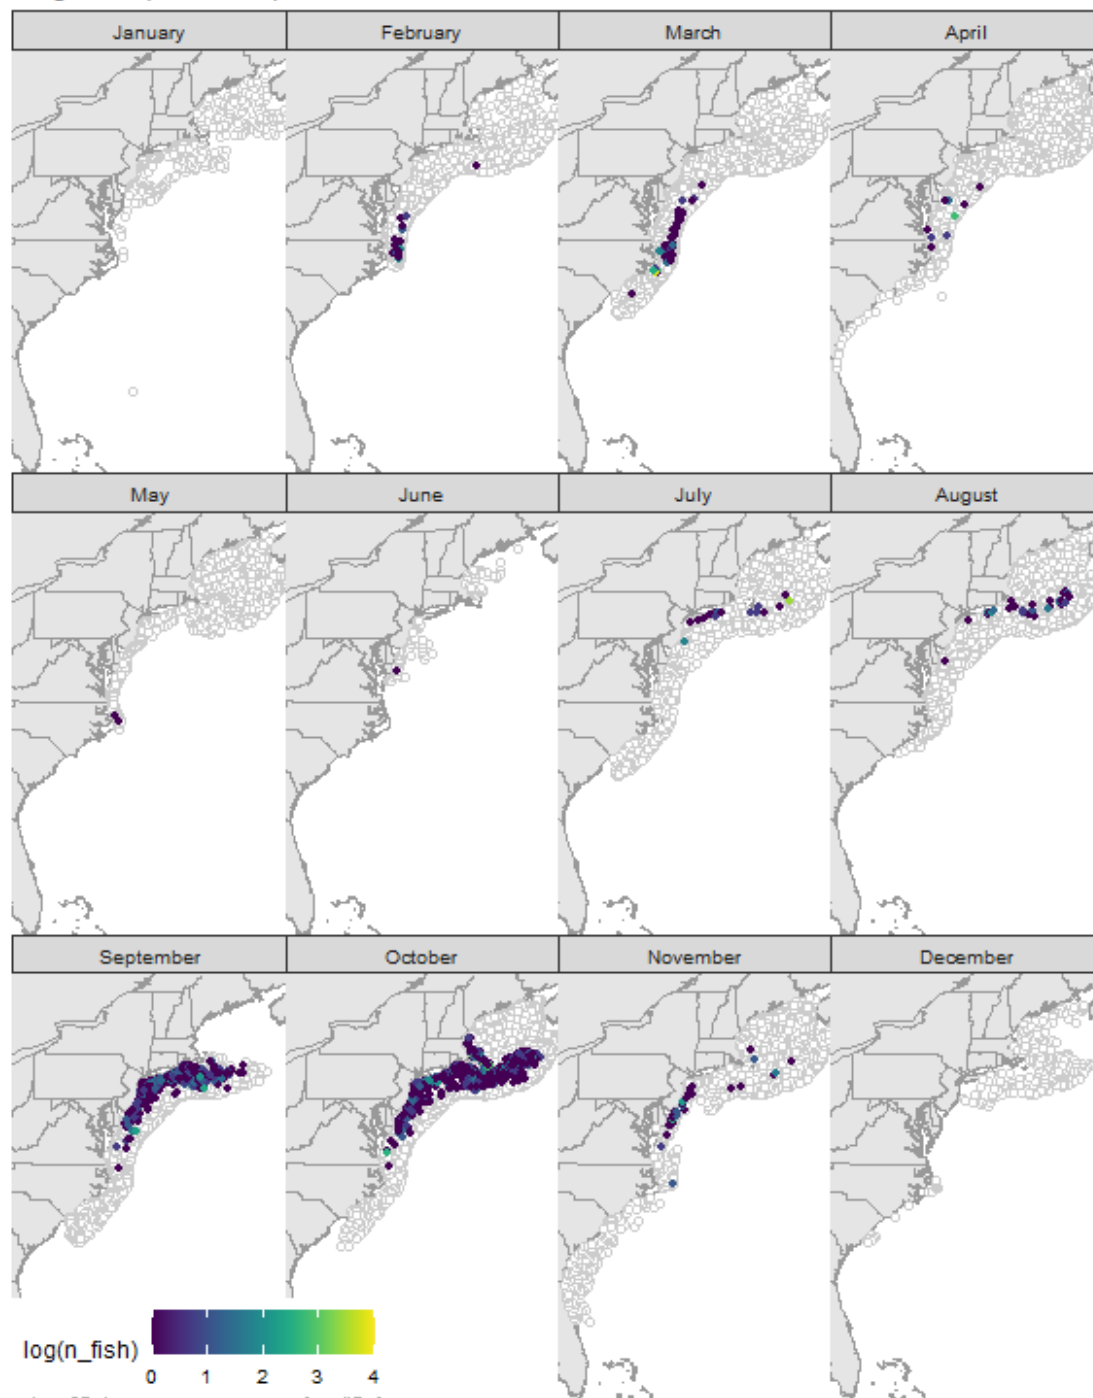 January
February
March
April
May
June
July
August
September
October
November
December
log(n_fish)
0 1 2 3 4